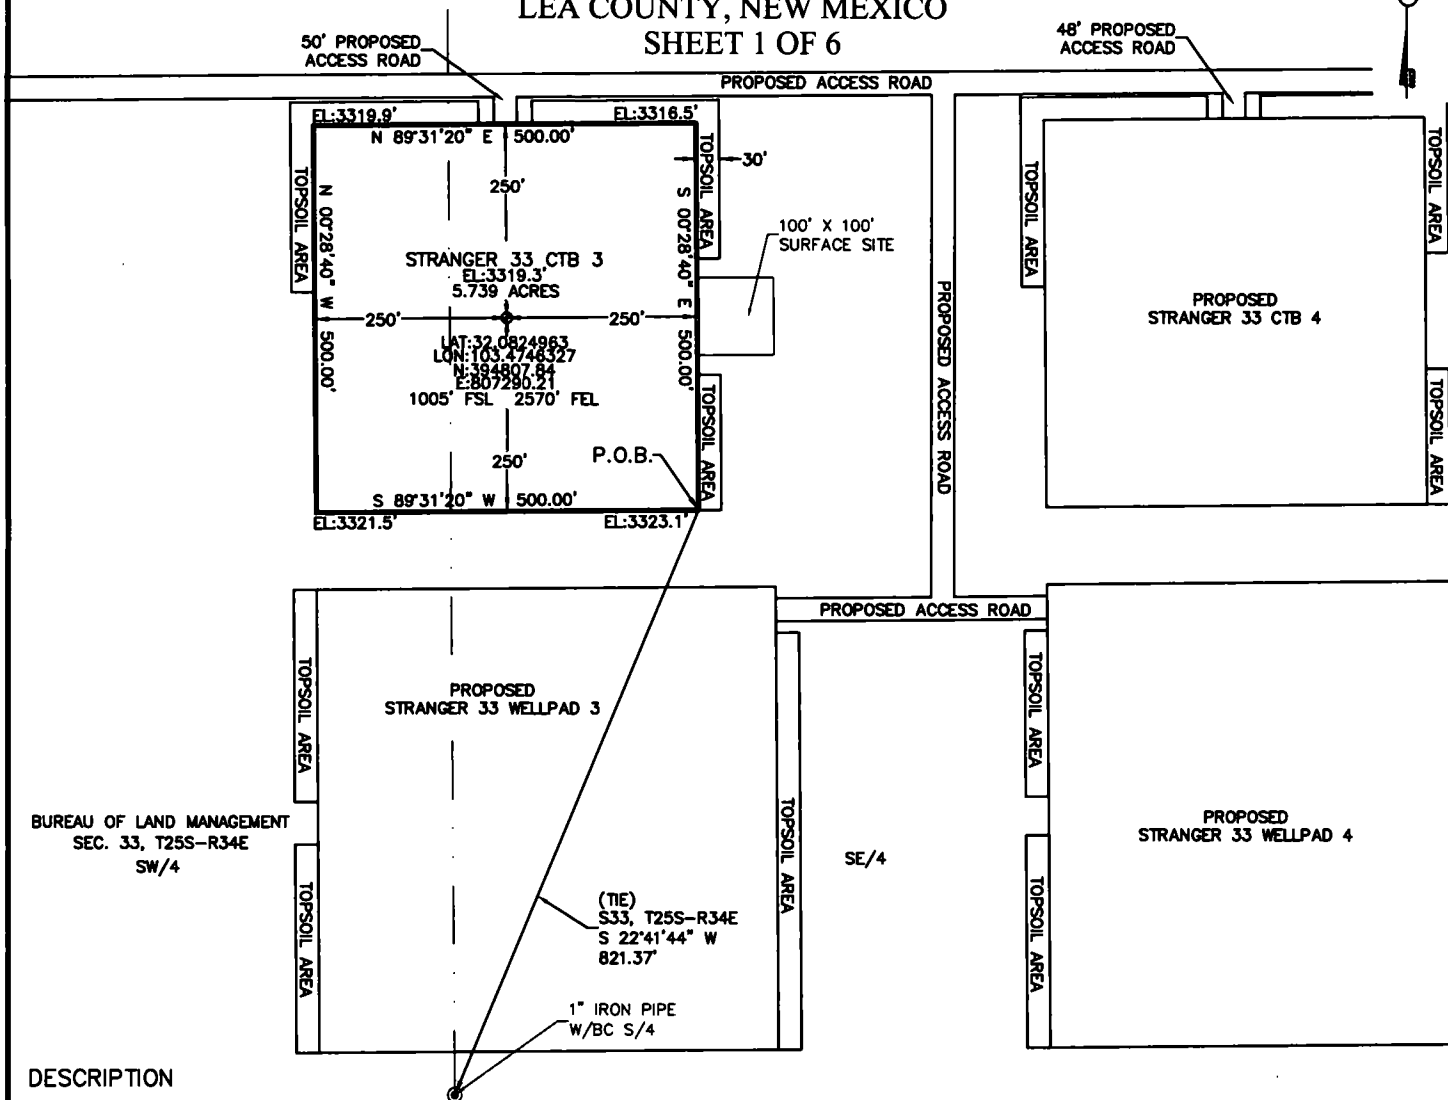 LEA COUNTY, NEW MEXICO
SHEET 1 OF 6
50' PROPOSED
ACCESS ROAD
48' PROPOSED
ACCESS ROAD
PROPOSED ACCESS ROAD
EL:3319.9'
EL:3316.5'
N 89°31'20" E 500.00'
TOPSOIL AREA
N 00°28'40" W 500.00'
250'
TOPSOIL AREA
30'
S 00°28'40" E 500.00'
100' X 100'
SURFACE SITE
STRANGER 33 CTB 3
EL:3319.3'
5.739 ACRES
250'
250'
LAT:32.0824963
LON:103.4746327
N:394807.84
E:807290.21
1005' FSL 2570' FEL
250'
P.O.B.
TOPSOIL AREA
S 89°31'20" W 500.00'
EL:3321.5'
EL:3323.1'
PROPOSED ACCESS ROAD
TOPSOIL AREA
PROPOSED
STRANGER 33 CTB 4
TOPSOIL AREA
TOPSOIL AREA
PROPOSED ACCESS ROAD
TOPSOIL AREA
PROPOSED
STRANGER 33 WELLPAD 3
TOPSOIL AREA
TOPSOIL AREA
BUREAU OF LAND MANAGEMENT
SEC. 33, T25S-R34E
SW/4
TOPSOIL AREA
SE/4
PROPOSED
STRANGER 33 WELLPAD 4
TOPSOIL AREA
(TIE)
S33, T25S-R34E
S 22°41'44" W
821.37'
1" IRON PIPE
W/BC S/4
DESCRIPTION